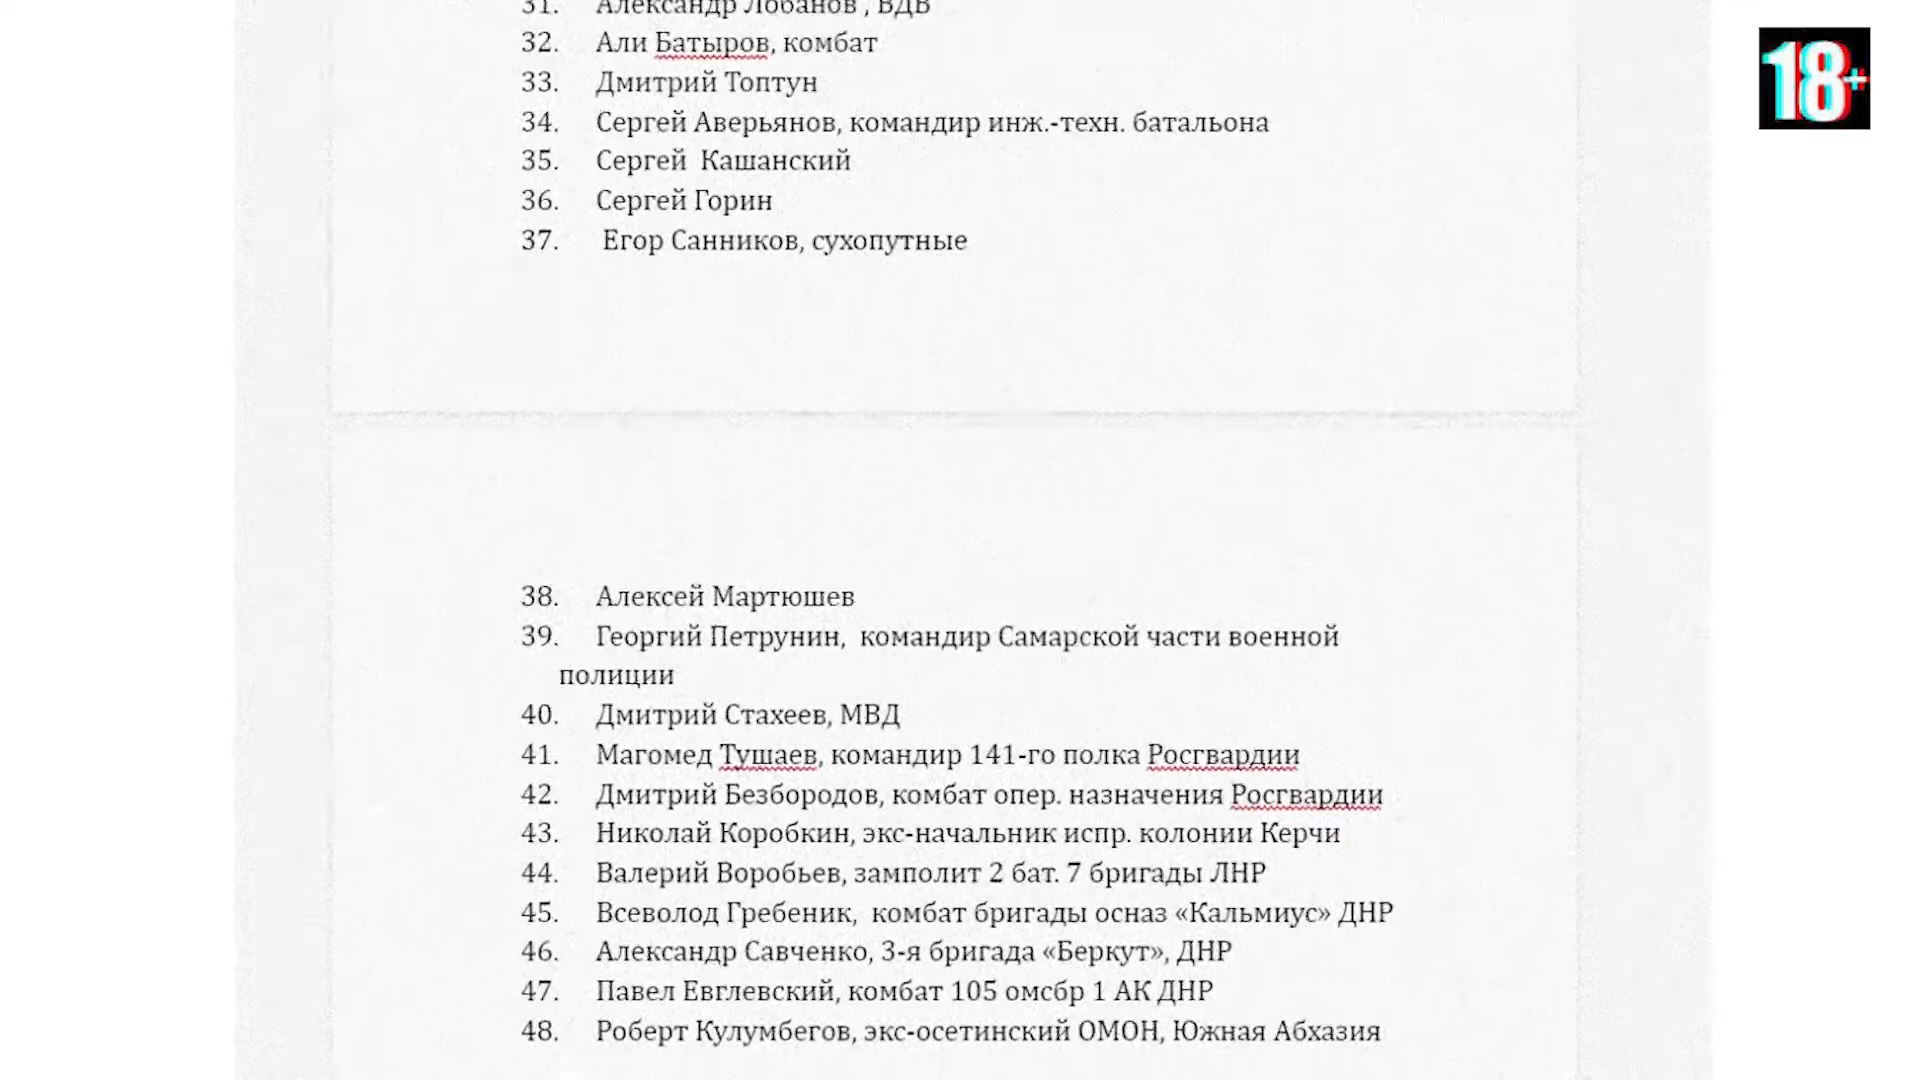 31. Александр Лобанов , ВДВ
32. Али Батыров, комбат
33. Дмитрий Топтун
34. Сергей Аверьянов, командир инж.-техн. батальона
35. Сергей Кашанский
36. Сергей Горин
37. Егор Санников, сухопутные
38. Алексей Мартюшев
39. Георгий Петрунин, командир Самарской части военной
полиции
40. Дмитрий Стахеев, МВД
41. Магомед Тушаев, командир 141-го полка Росгвардии
42. Дмитрий Безбородов, комбат опер. назначения Росгвардии
43. Николай Коробкин, экс-начальник испр. колонии Керчи
44. Валерий Воробьев, замполит 2 бат. 7 бригады ЛНР
45. Всеволод Гребеник, комбат бригады осназ «Кальмиус» ДНР
46. Александр Савченко, 3-я бригада «Беркут», ДНР
47. Павел Евглевский, комбат 105 омсбр 1 АК ДНР
48. Роберт Кулумбегов, экс-осетинский ОМОН, Южная Абхазия
18+